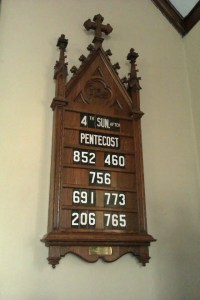 4TH SUN. AFTER
PENTECOST
852 460
756
691 773
206 765